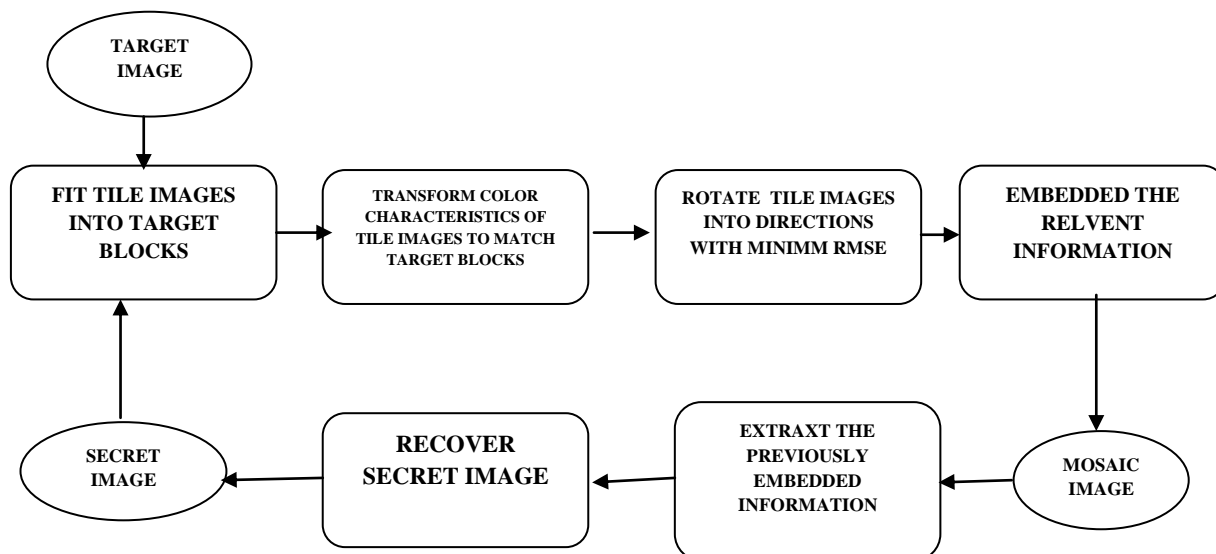 TARGET
IMAGE
FIT TILE IMAGES
INTO TARGET
BLOCKS
TRANSFORM COLOR
CHARACTERISTICS OF
TILE IMAGES TO MATCH
TARGET BLOCKS
ROTATE TILE IMAGES
INTO DIRECTIONS
WITH MINIMM RMSE
EMBEDDED THE
RELVENT
INFORMATION
SECRET
IMAGE
RECOVER
SECRET IMAGE
EXTRAXT THE
PREVIOUSLY
EMBEDDED
INFORMATION
MOSAIC
IMAGE